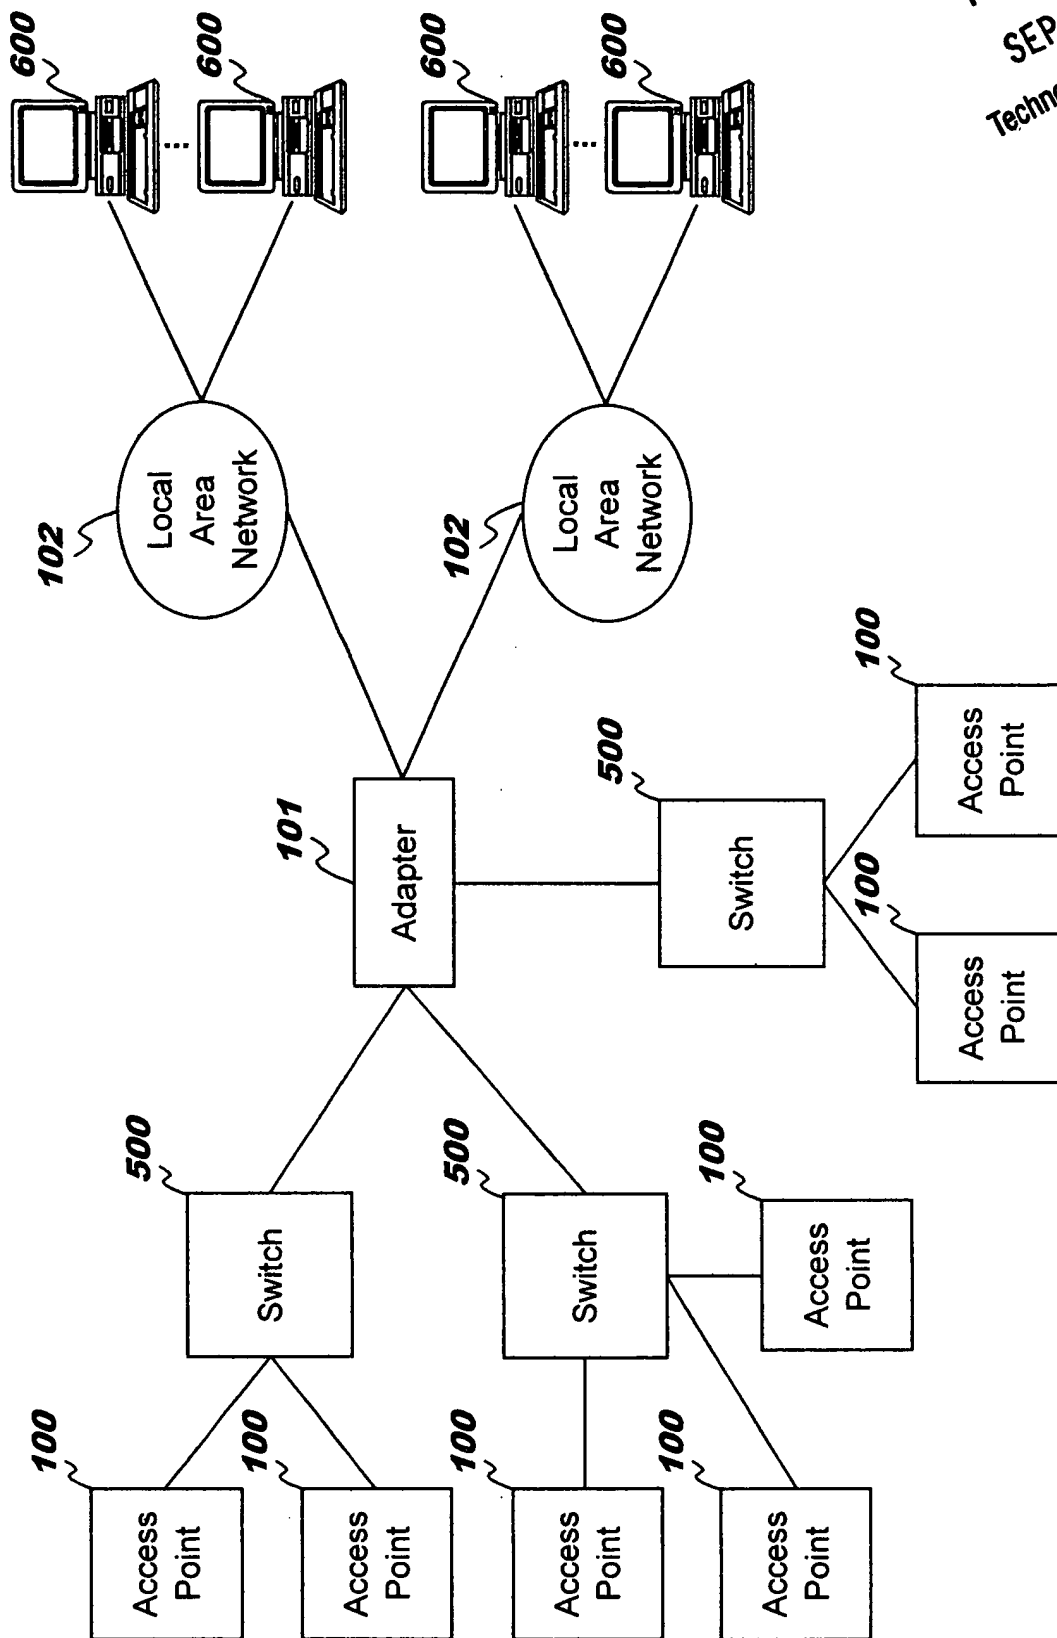 100
Access
Point
100
Access
Point
100
Access
Point
100
Access
Point
500
Switch
500
Switch
100
Access
Point
101
Adapter
500
Switch
100
Access
Point
100
Access
Point
102
Local
Area
Network
102
Local
Area
Network
600
600
600
600
SEP
Techno